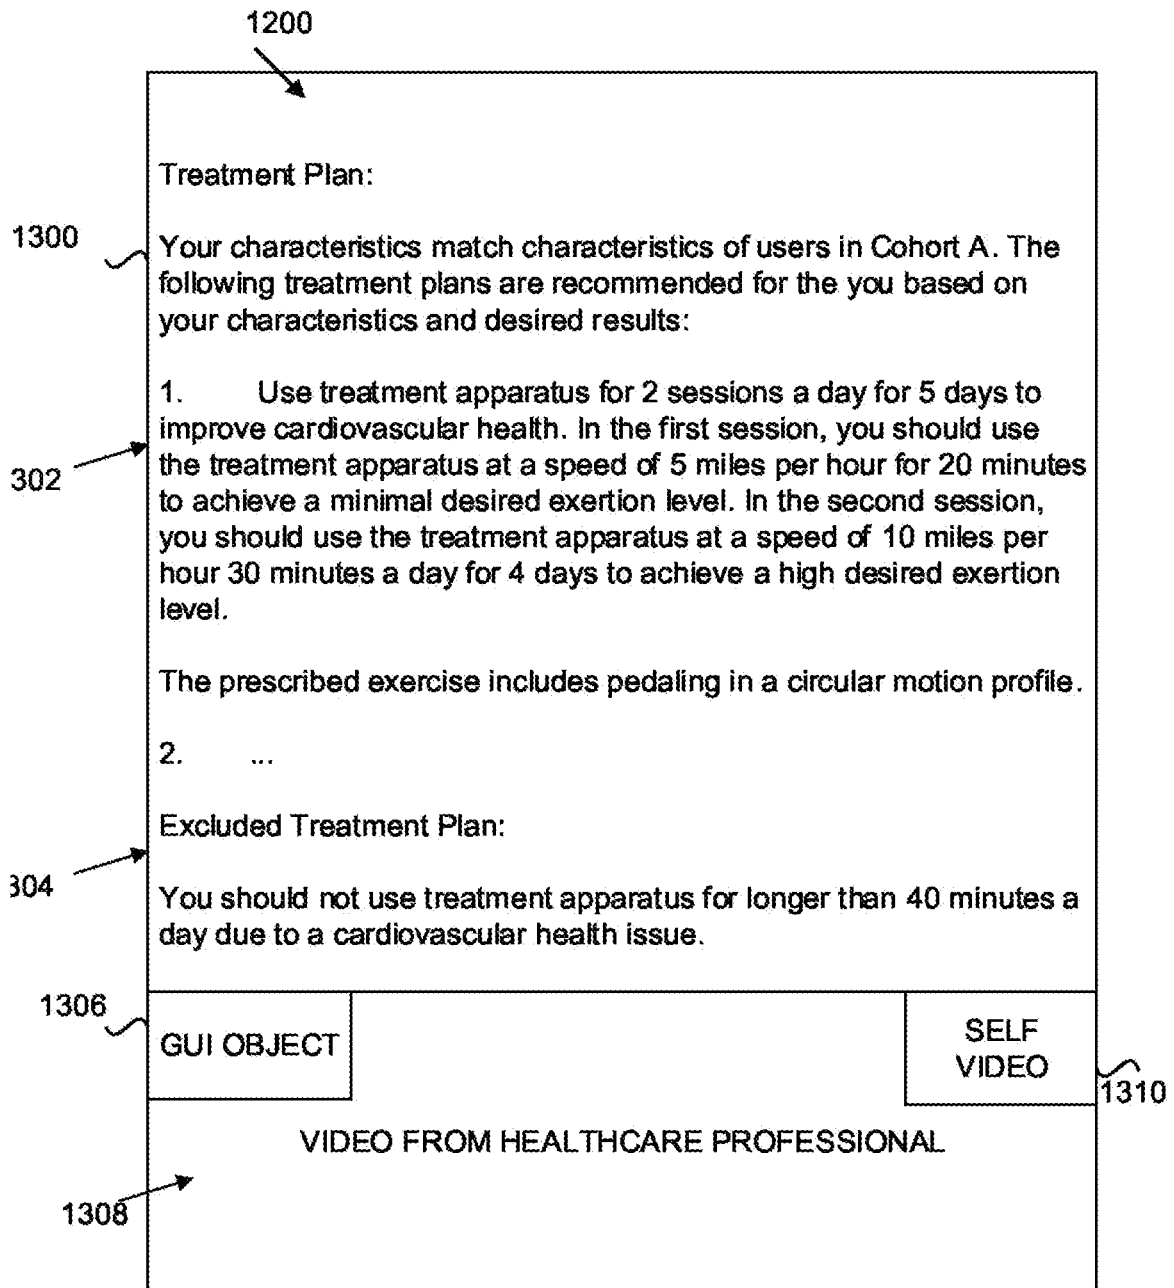 1200
Treatment Plan:
1300
Your characteristics match characteristics of users in Cohort A. The
following treatment plans are recommended for the you based on
your characteristics and desired results:
1. Use treatment apparatus for 2 sessions a day for 5 days to
improve cardiovascular health. In the first session, you should use
302
the treatment apparatus at a speed of 5 miles per hour for 20 minutes
to achieve a minimal desired exertion level. In the second session,
you should use the treatment apparatus at a speed of 10 miles per
hour 30 minutes a day for 4 days to achieve a high desired exertion
level.
The prescribed exercise includes pedaling in a circular motion profile.
2. ...
Excluded Treatment Plan:
304
You should not use treatment apparatus for longer than 40 minutes a
day due to a cardiovascular health issue.
1306
GUI OBJECT
SELF
VIDEO
1310
VIDEO FROM HEALTHCARE PROFESSIONAL
1308